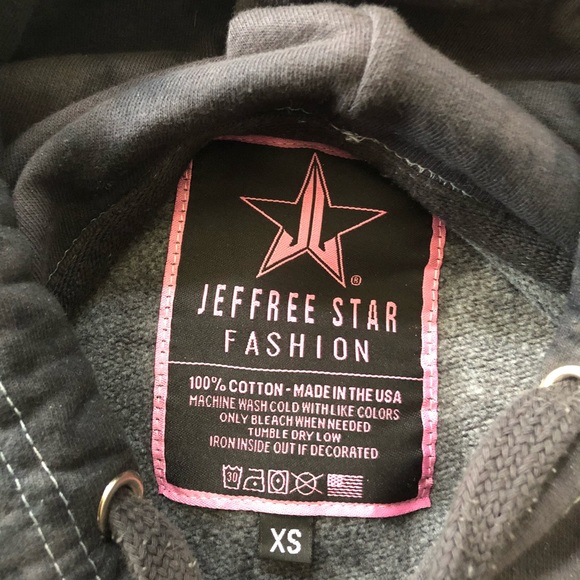 JEFFREE STAR
®
FASHION
100% COTTON - MADE IN THE USA
MACHINE WASH COLD WITH LIKE COLORS
ONLY BLEACH WHEN NEEDED
TUMBLE DRY LOW
IRON INSIDE OUT IF DECORATED
30
XS